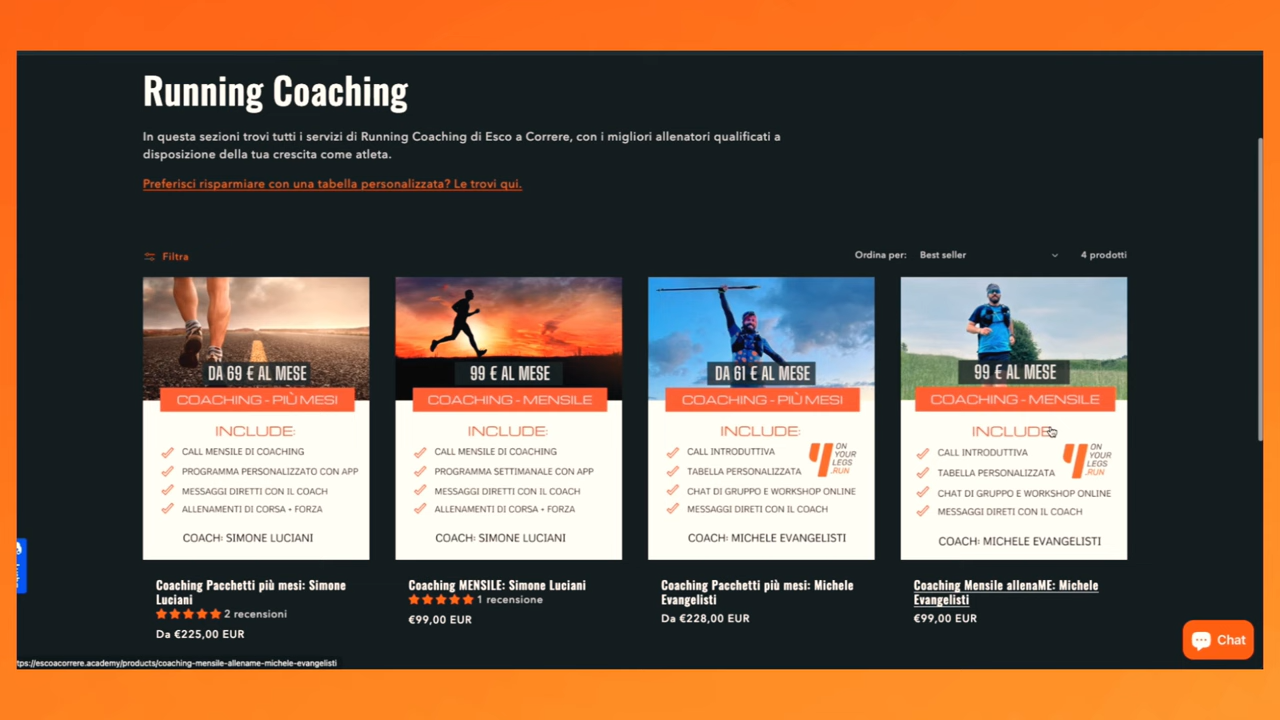 Running Coaching
In questa sezioni trovi tutti i servizi di Running Coaching di Esco a Correre, con i migliori allenatori qualificati a
disposizione della tua crescita come atleta.
Preferisci risparmiare con una tabella personalizzata? Le trovi qui.
Filtra
Ordina per: Best seller 4 prodotti
DA 69 € AL MESE
COACHING - PIÙ MESI
INCLUDE:
CALL MENSILE DI COACHING
PROGRAMMA PERSONALIZZATO CON APP
MESSAGGI DIRETTI CON IL COACH
ALLENAMENTI DI CORSA + FORZA
COACH: SIMONE LUCIANI
Coaching Pacchetti più mesi: Simone
Luciani
2 recensioni
Da €225,00 EUR
99 € AL MESE
COACHING - MENSILE
INCLUDE:
CALL MENSILE DI COACHING
PROGRAMMA SETTIMANALE CON APP
MESSAGGI DIRETTI CON IL COACH
ALLENAMENTI DI CORSA + FORZA
COACH: SIMONE LUCIANI
Coaching MENSILE: Simone Luciani
1 recensione
€99,00 EUR
DA 61 € AL MESE
COACHING - PIÙ MESI
INCLUDE:
CALL INTRODUTTIVA
TABELLA PERSONALIZZATA
CHAT DI GRUPPO E WORKSHOP ONLINE
MESSAGGI DIRETI CON IL COACH
ON
YOUR
LEGS
.RUN
COACH: MICHELE EVANGELISTI
Coaching Pacchetti più mesi: Michele
Evangelisti
Da €228,00 EUR
99 € AL MESE
COACHING - MENSILE
INCLUDE:
CALL INTRODUTTIVA
TABELLA PERSONALIZZATA
CHAT DI GRUPPO E WORKSHOP ONLINE
MESSAGGI DIRETI CON IL COACH
ON
YOUR
LEGS
.RUN
COACH: MICHELE EVANGELISTI
Coaching Mensile allenaME: Michele
Evangelisti
€99,00 EUR
Chat
tps://escoacorrere.academy/products/coaching-mensile-allename-michele-evangelisti